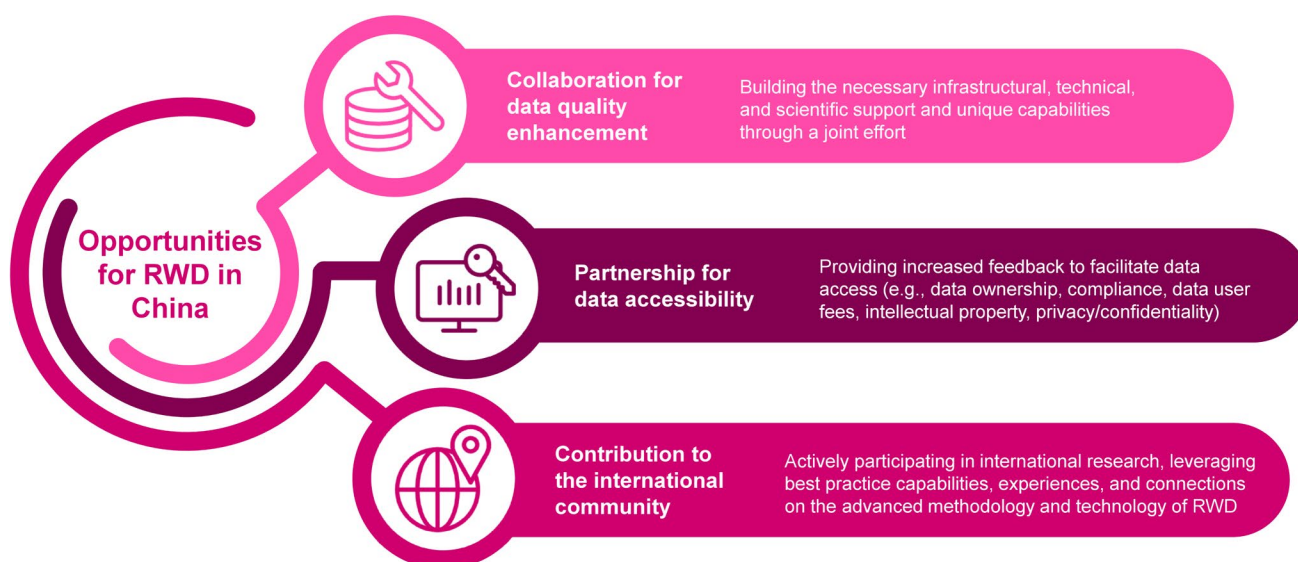 Opportunities
for RWD in
China
Collaboration for
data quality
enhancement
Building the necessary infrastructural, technical,
and scientific support and unique capabilities
through a joint effort
Partnership for
data accessibility
Providing increased feedback to facilitate data
access (e.g., data ownership, compliance, data user
fees, intellectual property, privacy/confidentiality)
Contribution to
the international
community
Actively participating in international research, leveraging
best practice capabilities, experiences, and connections
on the advanced methodology and technology of RWD